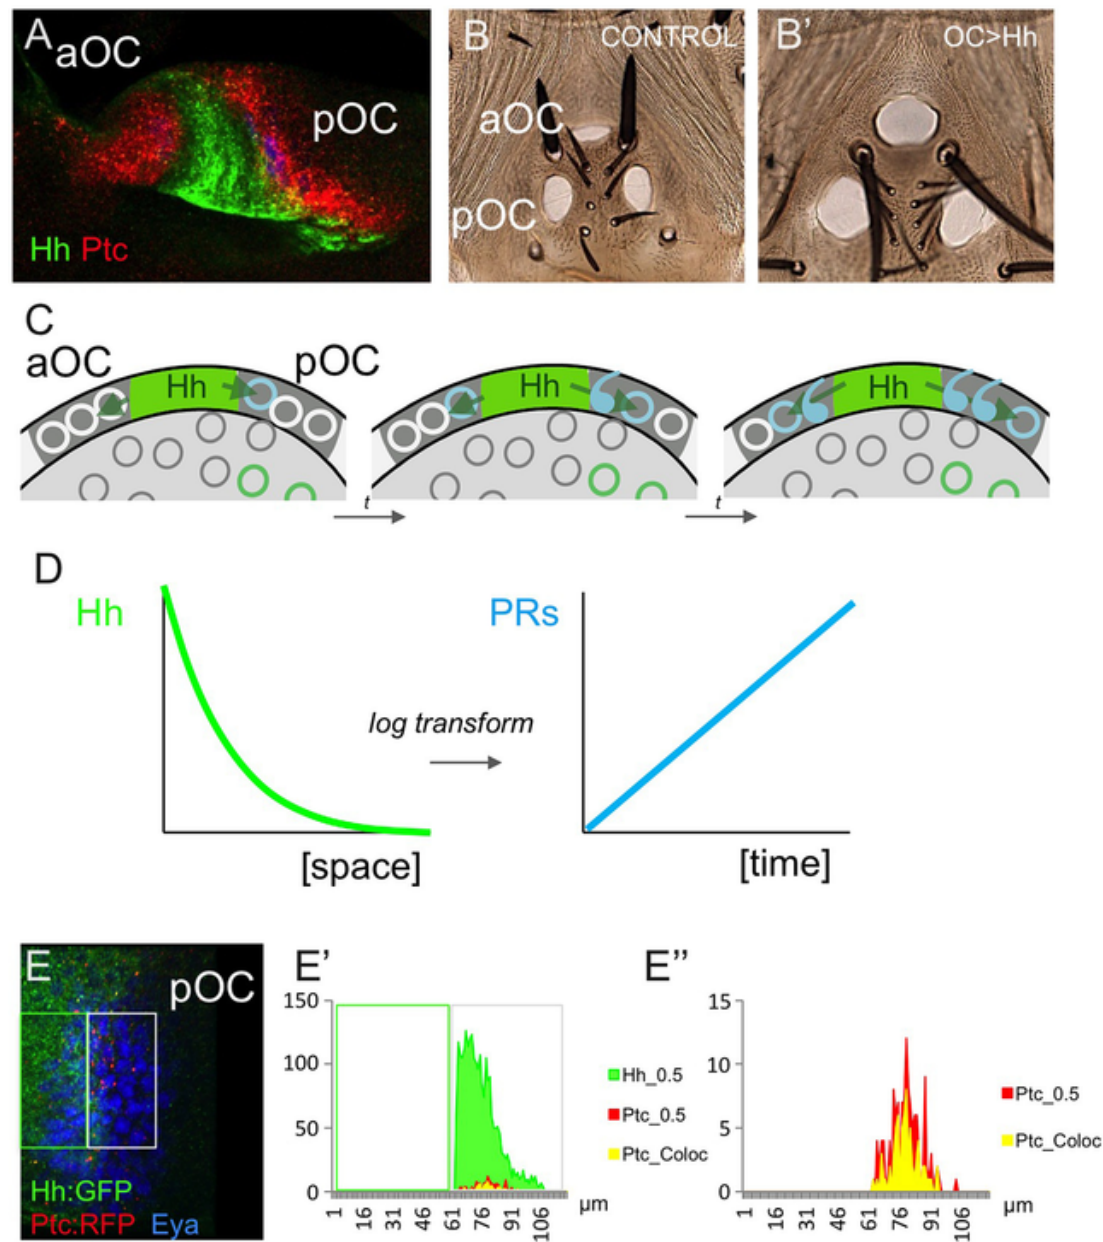 A
aOC
pOC
Hh Ptc
B
CONTROL
aOC
pOC
B’
OC>Hh
C
aOC
pOC
Hh
Hh
Hh
t
t
D
Hh
[space]
log transform
PRs
[time]
E
pOC
Hh:GFP
Ptc:RFP Eya
E’
150
100
50
0
1 16 31 46 61 76 91 106
µm
Hh_0.5
Ptc_0.5
Ptc_Coloc
E’’
15
10
5
0
1 16 31 46 61 76 91 106
µm
Ptc_0.5
Ptc_Coloc